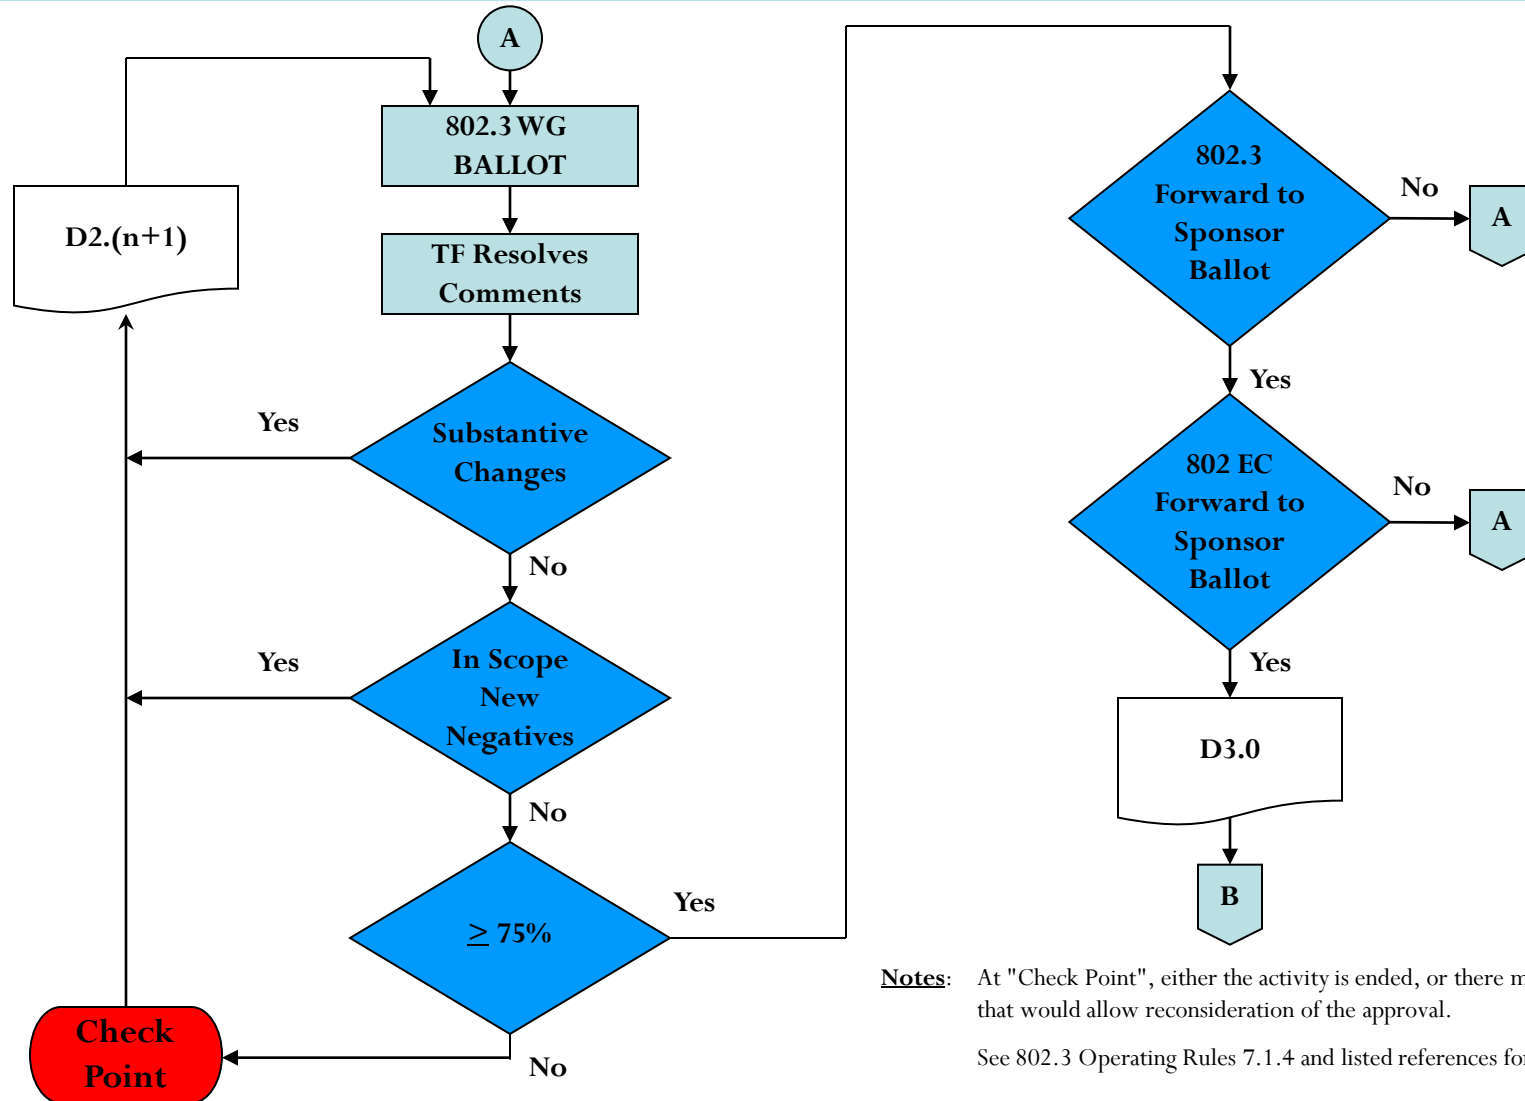 A
802.3 WG
BALLOT
D2.(n+1)
TF Resolves
Comments
Yes
Substantive
Changes
No
Yes
In Scope
New
Negatives
No
≥ 75%
Yes
No
Check
Point
802.3
Forward to
Sponsor
Ballot
No
A
Yes
802 EC
Forward to
Sponsor
Ballot
No
A
Yes
D3.0
B
Notes: At "Check Point", either the activity is ended, or there
that would allow reconsideration of the approval.
See 802.3 Operating Rules 7.1.4 and listed references for